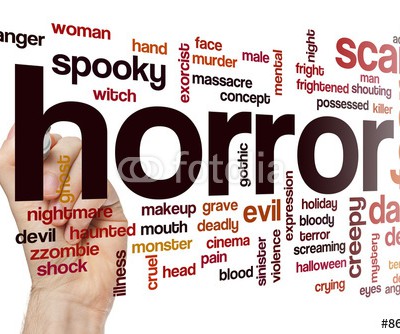 anger
woman
hand
face
murder
male
exorcist
mental
night
fright
scar
spooky
massacre
concept
man
frightened
shouting
witch
possessed
killer
horror
fotolia
ghost
gothic
nightmare
makeup
grave
evil
expression
holiday
bloody
devil
haunted
mouth
deadly
terror
screaming
creepy
mystery
zzombie
monster
cinema
violence
shock
illness
cruel
head
pain
blood
sinister
halloween
crying
deity
eyes
#86